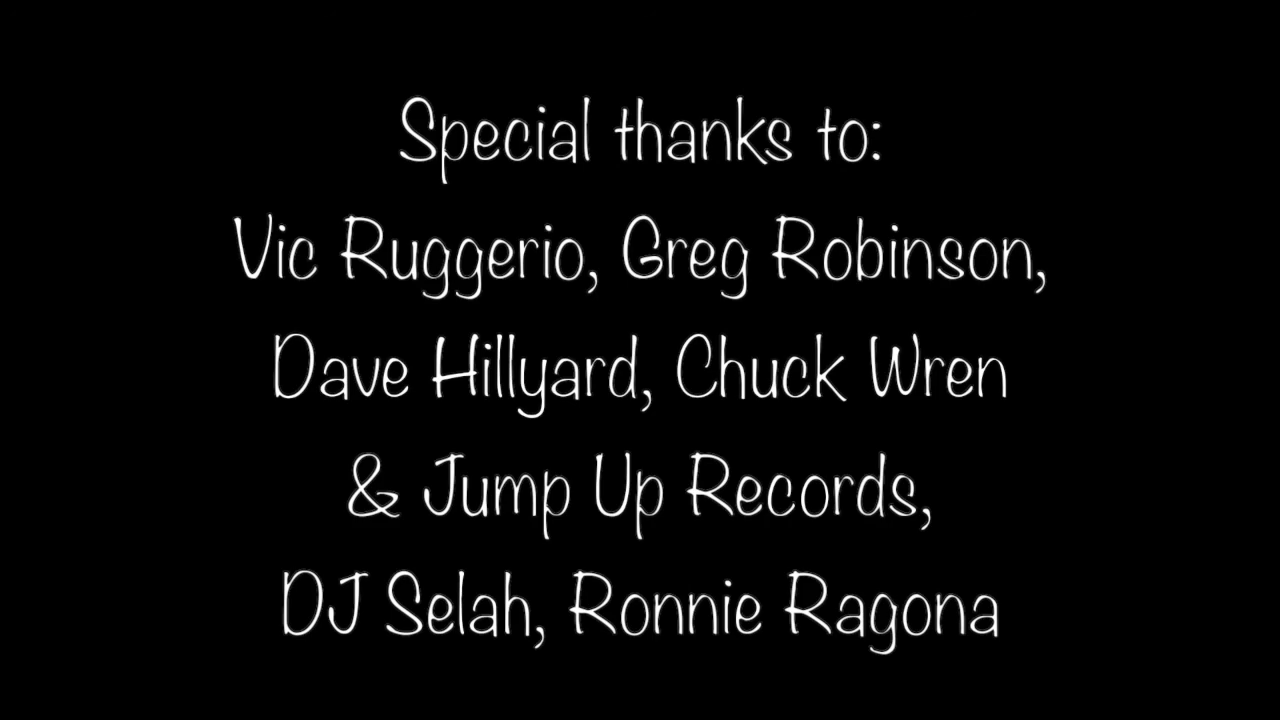 Special thanks to:
Vic Ruggerio, Greg Robinson,
Dave Hillyard, Chuck Wren
& Jump Up Records,
DJ Selah, Ronnie Ragona